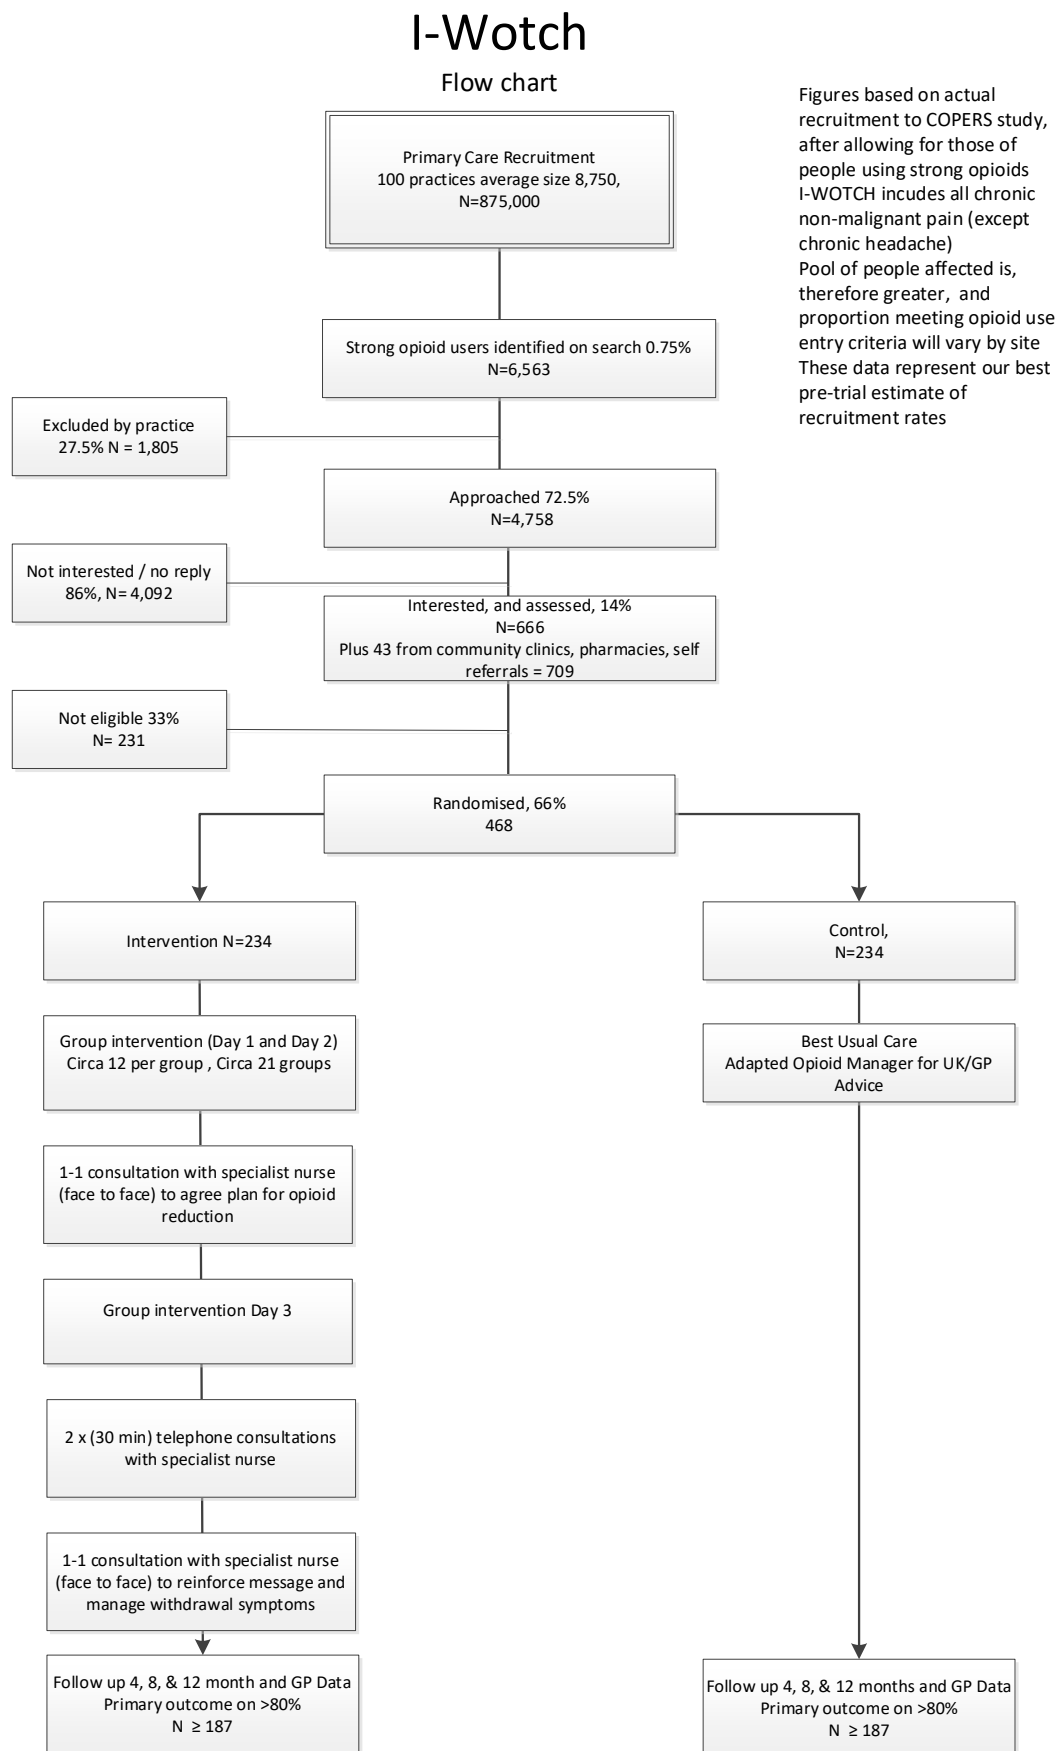 I-Wotch
Flow chart
Figures based on actual
recruitment to COPERS study,
after allowing for those of
people using strong opioids
I-WOTCH incudes all chronic
non-malignant pain (except
chronic headache)
Pool of people affected is,
therefore greater, and
proportion meeting opioid use
entry criteria will vary by site
These data represent our best
pre-trial estimate of
recruitment rates
Primary Care Recruitment
100 practices average size 8,750,
N=875,000
Strong opioid users identified on search 0.75%
N=6,563
Excluded by practice
27.5% N = 1,805
Approached 72.5%
N=4,758
Not interested / no reply
86%, N= 4,092
Interested, and assessed, 14%
N=666
Plus 43 from community clinics, pharmacies, self
referrals = 709
Not eligible 33%
N= 231
Randomised, 66%
468
Intervention N=234
Control,
N=234
Group intervention (Day 1 and Day 2)
Circa 12 per group , Circa 21 groups
Best Usual Care
Adapted Opioid Manager for UK/GP
Advice
1-1 consultation with specialist nurse
(face to face) to agree plan for opioid
reduction
Group intervention Day 3
2 x (30 min) telephone consultations
with specialist nurse
1-1 consultation with specialist nurse
(face to face) to reinforce message and
manage withdrawal symptoms
Follow up 4, 8, & 12 month and GP Data
Primary outcome on >80%
N ≥ 187
Follow up 4, 8, & 12 months and GP Data
Primary outcome on >80%
N ≥ 187